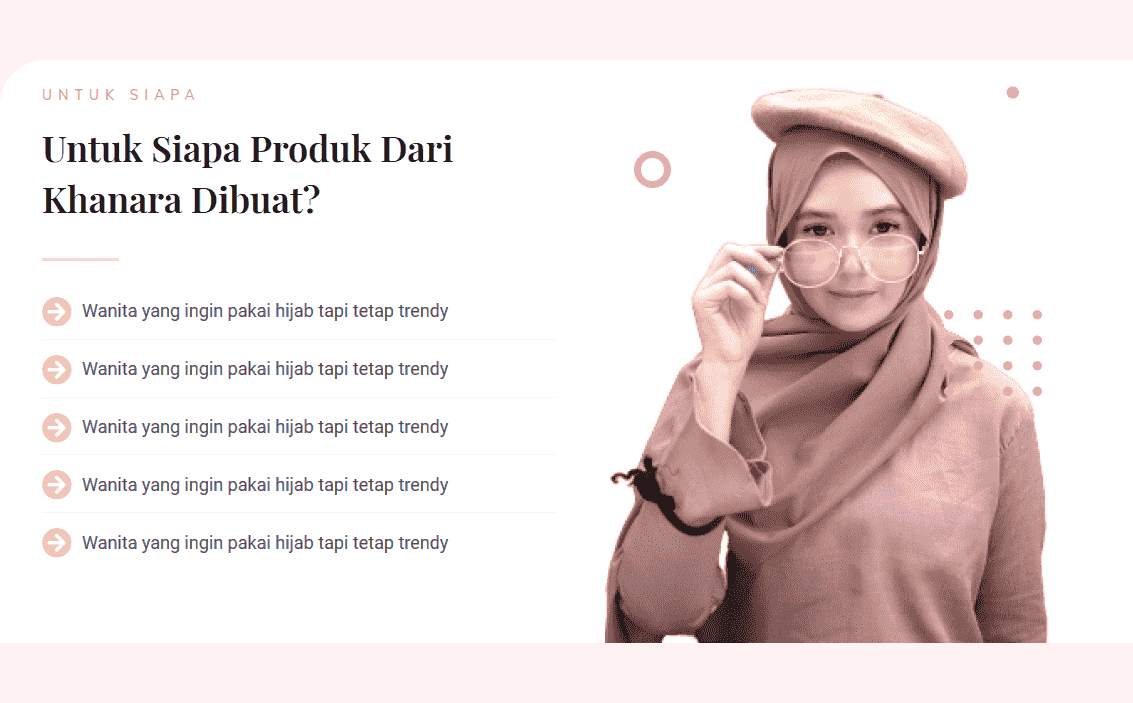 UNTUK SIAPA
Untuk Siapa Produk Dari
Khanara Dibuat?
Wanita yang ingin pakai hijab tapi tetap trendy
Wanita yang ingin pakai hijab tapi tetap trendy
Wanita yang ingin pakai hijab tapi tetap trendy
Wanita yang ingin pakai hijab tapi tetap trendy
Wanita yang ingin pakai hijab tapi tetap trendy